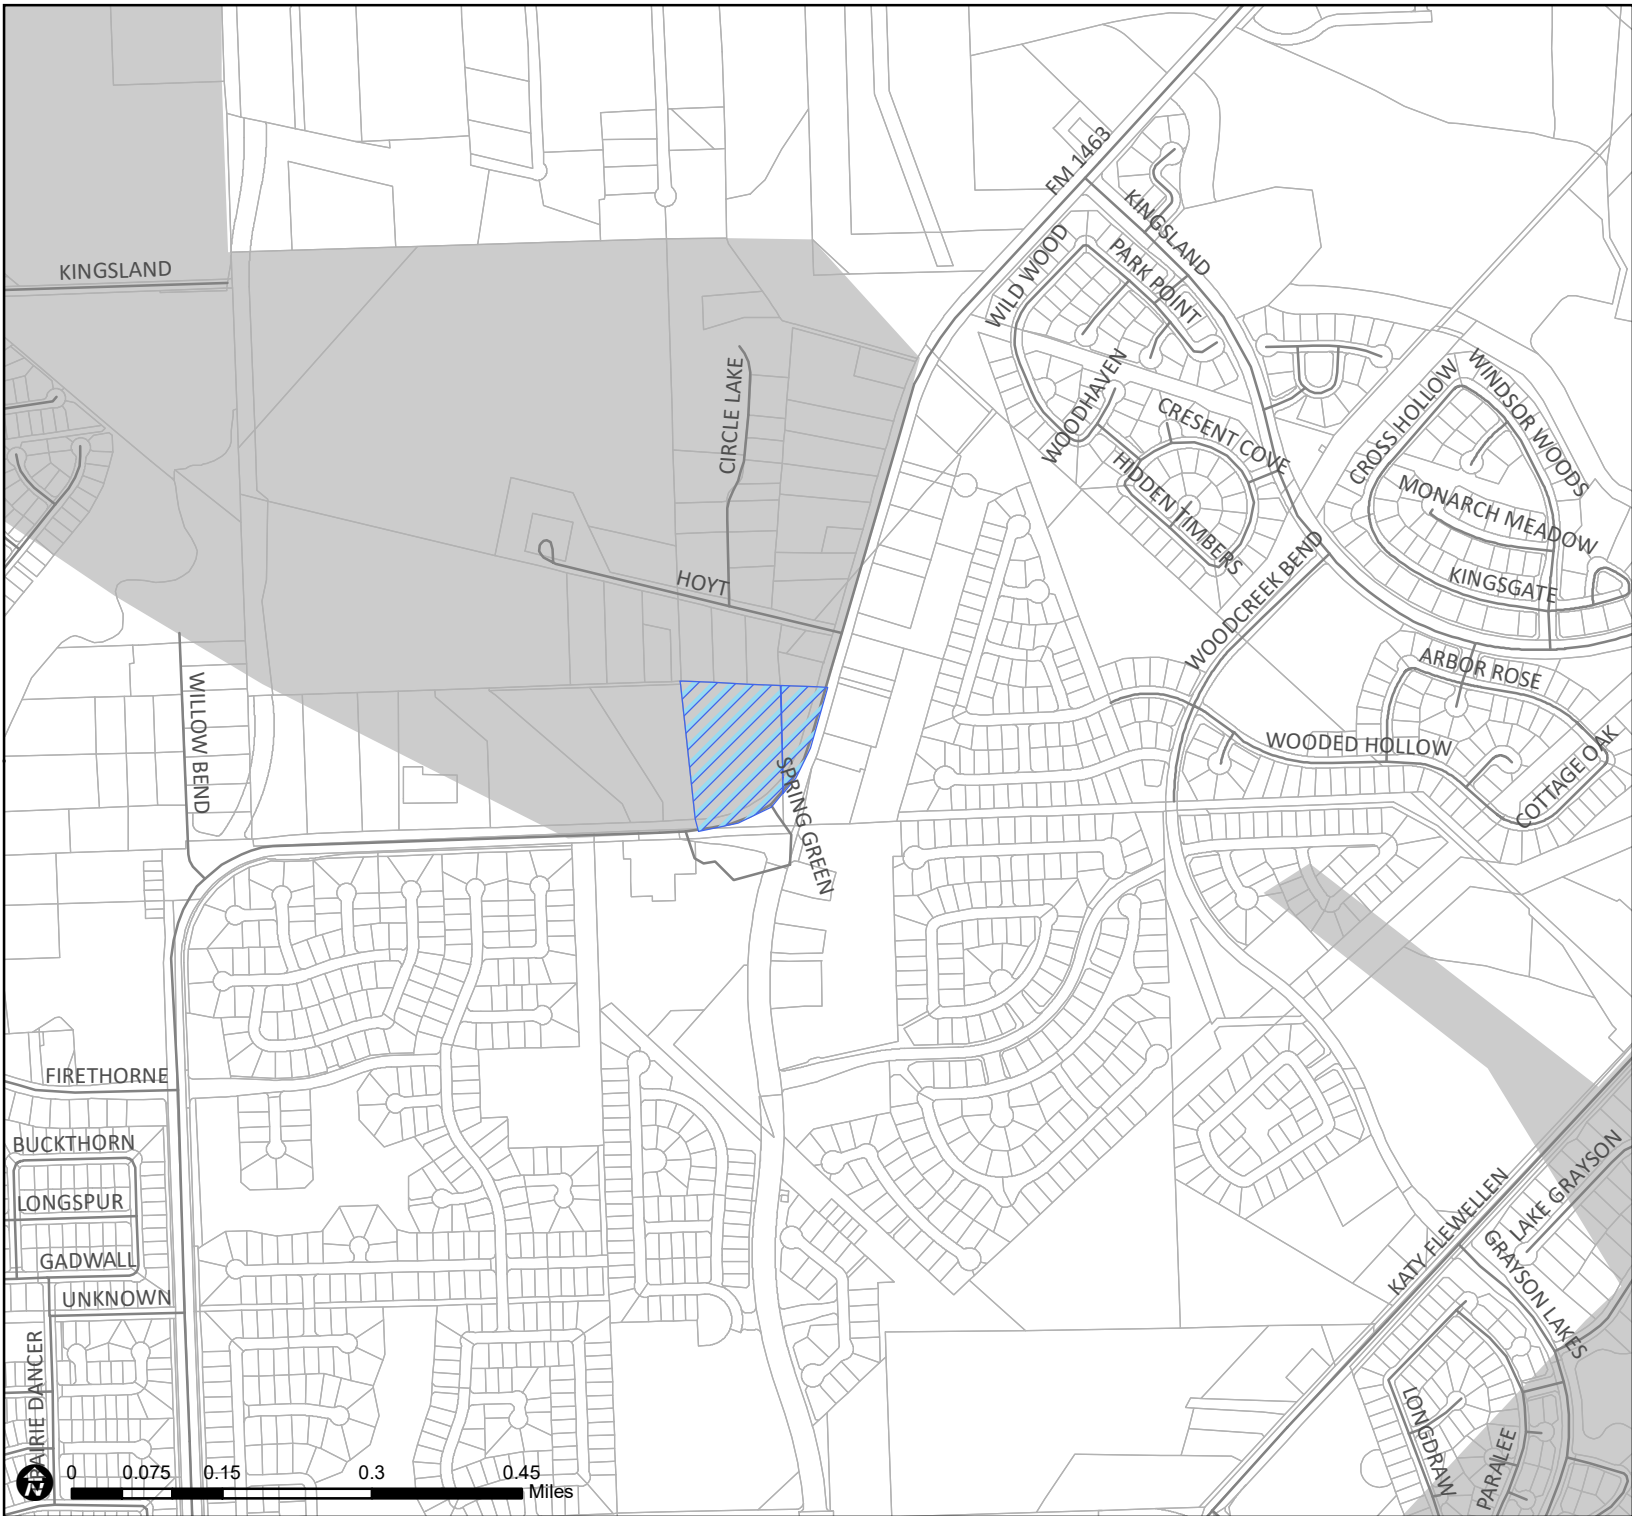 FM 1463
KINGSLAND
WILD WOOD
PARK POINT
KINGSLAND
CIRCLE LAKE
WOODHAVEN
CRESENT COVE
CROSS HOLLOW
WINDSOR WOODS
HIDDEN TIMBERS
MONARCH MEADOW
HOYT
KINGSGATE
WOODCREEK BEND
ARBOR ROSE
WILLOW BEND
WOODED HOLLOW
COTTAGE OAK
SPRING GREEN
FIRETHORNE
BUCKTHORN
LONGSPUR
GADWALL
UNKNOWN
PRAIRIE DANCER
LAKE GRAYSON
KATY FLEWELLEN
GRAYSON LAKES
LONGDRAW
PARALEE
N
0 0.075 0.15 0.3 0.45
Miles